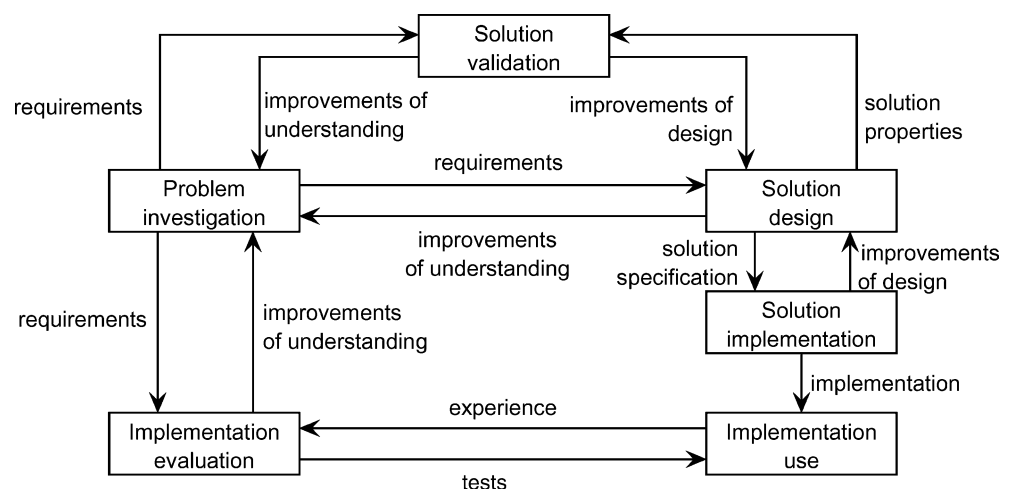 Solution
validation
requirements
improvements of
understanding
improvements of
design
solution
properties
requirements
Problem
investigation
Solution
design
improvements
of understanding
solution
specification
improvements
of design
requirements
improvements
of understanding
Solution
implementation
implementation
experience
Implementation
evaluation
Implementation
use
tests